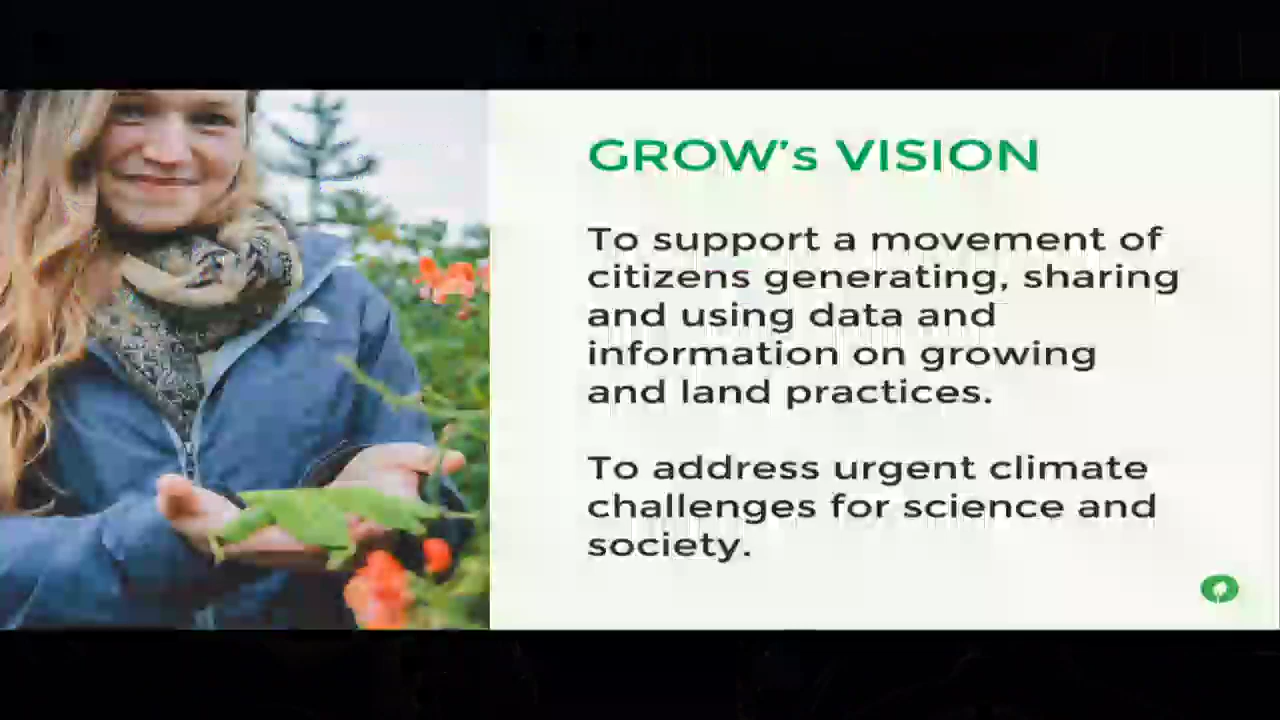 GROW's VISION
To support a movement of
citizens generating, sharing
and using data and
information on growing
and land practices.
To address urgent climate
challenges for science and
society.